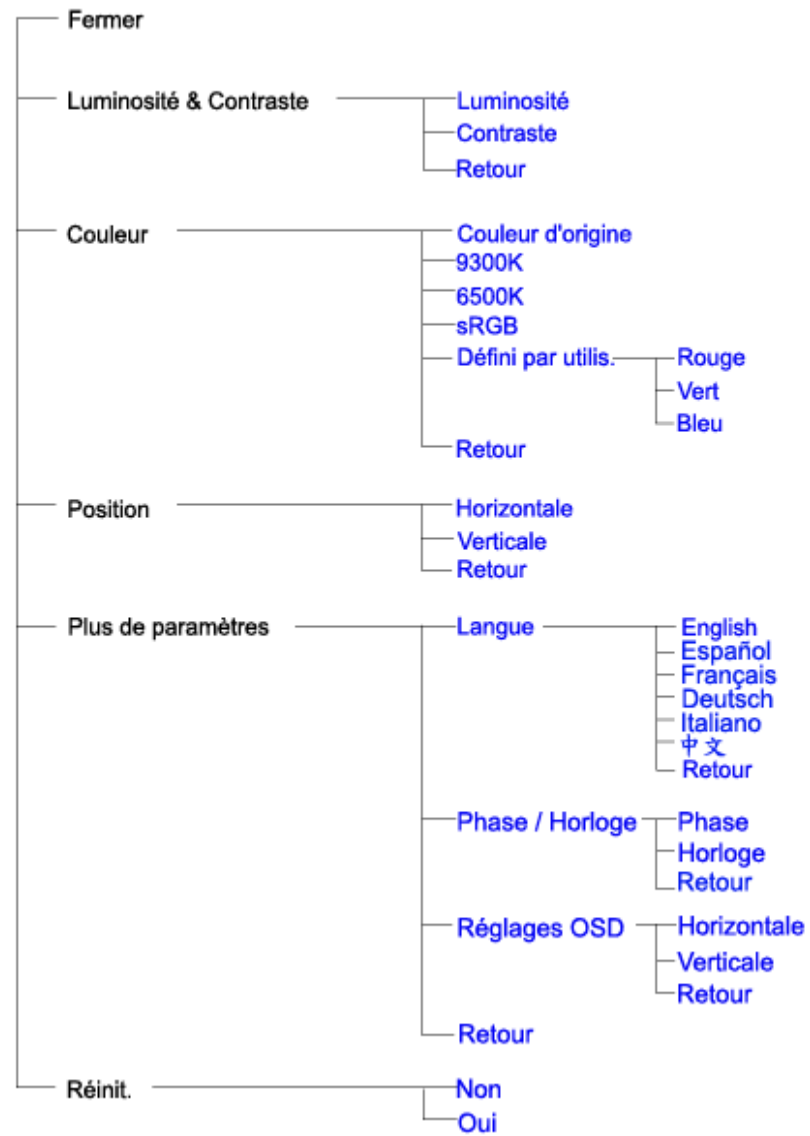 Fermer
Luminosité & Contraste
Luminosité
Contraste
Retour
Couleur
Couleur d'origine
9300K
6500K
sRGB
Défini par utilis.
Rouge
Vert
Bleu
Retour
Position
Horizontale
Verticale
Retour
Plus de paramètres
Langue
English
Español
Français
Deutsch
Italiano
中文
Retour
Phase / Horloge
Phase
Horloge
Retour
Réglages OSD
Horizontale
Verticale
Retour
Retour
Réinit.
Non
Oui